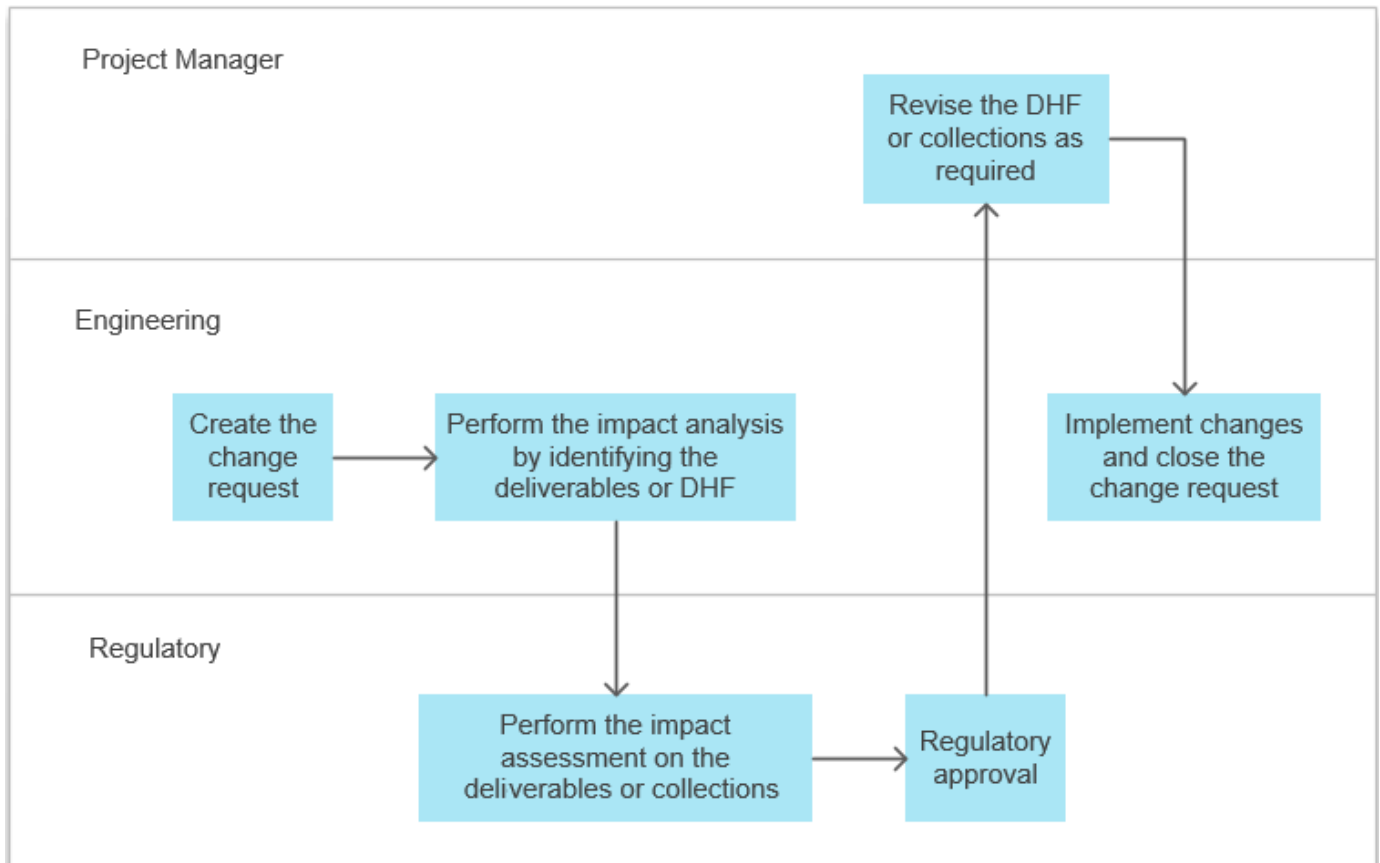 Project Manager
Revise the DHF
or collections as
required
Engineering
Create the
change
request
Perform the impact analysis
by identifying the
deliverables or DHF
Implement changes
and close the
change request
Regulatory
Perform the impact
assessment on the
deliverables or collections
Regulatory
approval